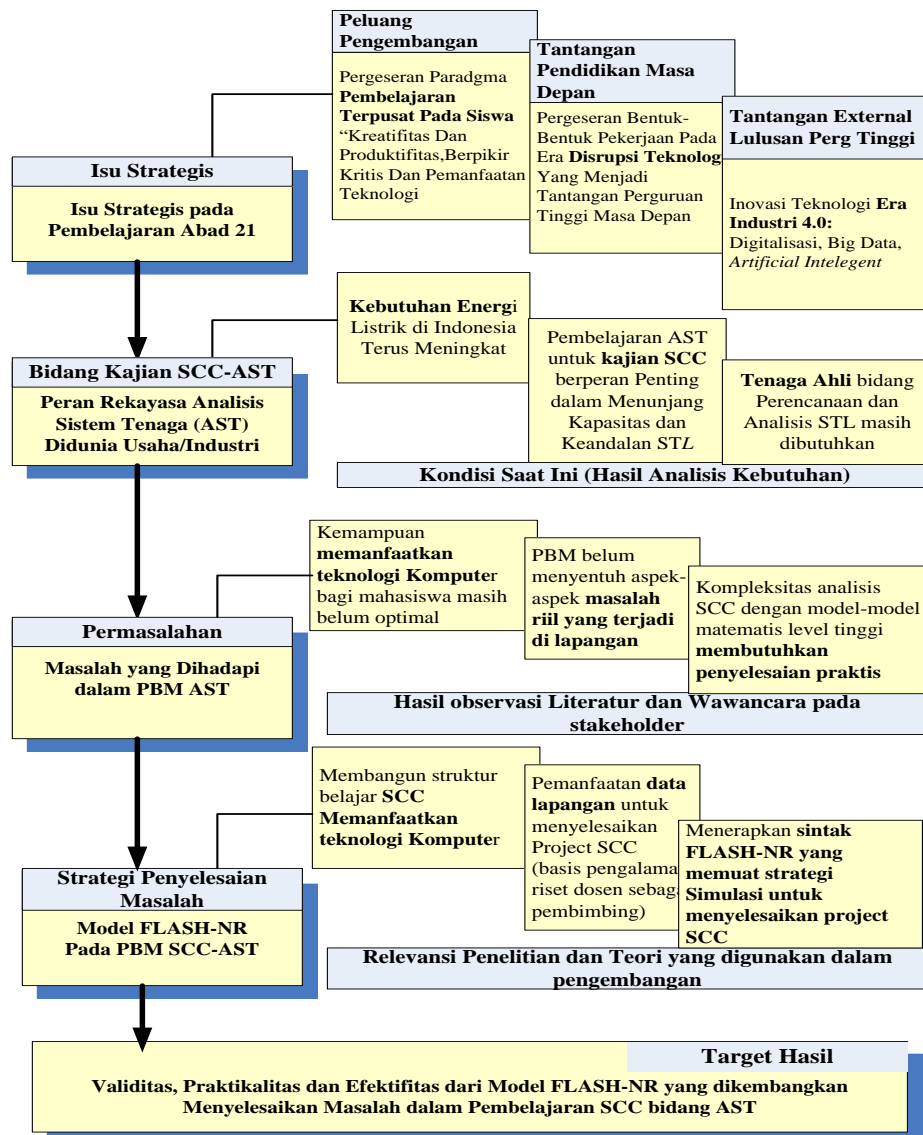 Peluang
Pengembangan
Pergeseran Paradgma
Pembelajaran
Terpusat Pada Siswa
“Kreatifitas Dan
Produktifitas,Berpikir
Kritis Dan Pemanfaatan
Teknologi
Tantangan
Pendidikan Masa
Depan
Pergeseran Bentuk-
Bentuk Pekerjaan Pada
Era Disrupsi Teknolog
Yang Menjadi
Tantangan Perguruan
Tinggi Masa Depan
Tantangan External
Lulusan Perg Tinggi
Inovasi Teknologi Era
Industri 4.0:
Digitalisasi, Big Data,
Artificial Intelegent
Isu Strategis
Isu Strategis pada
Pembelajaran Abad 21
Kebutuhan Energi
Listrik di Indonesia
Terus Meningkat
Pembelajaran AST
untuk kajian SCC
berperan Penting
dalam Menunjang
Kapasitas dan
Keandalan STL
Tenaga Ahli bidang
Perencanaan dan
Analisis STL masih
dibutuhkan
Bidang Kajian SCC-AST
Peran Rekayasa Analisis
Sistem Tenaga (AST)
Didunia Usaha/Industri
Kondisi Saat Ini (Hasil Analisis Kebutuhan)
Kemampuan
memanfaatkan
teknologi Komputer
bagi mahasiswa masih
belum optimal
PBM belum
menyentuh aspek-
aspek masalah
riil yang terjadi
di lapangan
Kompleksitas analisis
SCC dengan model-model
matematis level tinggi
membutuhkan
penyelesaian praktis
Permasalahan
Masalah yang Dihadapi
dalam PBM AST
Hasil observasi Literatur dan Wawancara pada
stakeholder
Membangun struktur
belajar SCC
Memanfaatkan
teknologi Komputer
Pemanfaatan data
lapangan untuk
menyelesaikan
Project SCC
(basis pengalama
riset dosen sebaga
pembimbing)
Menerapkan sintak
FLASH-NR yang
memuat strategi
Simulasi untuk
menyelesaikan project
SCC
Strategi Penyelesaian
Masalah
Model FLASH-NR
Pada PBM SCC-AST
Relevansi Penelitian dan Teori yang digunakan dalam
pengembangan
Target Hasil
Validitas, Praktikalitas dan Efektifitas dari Model FLASH-NR yang dikembangkan
Menyelesaikan Masalah dalam Pembelajaran SCC bidang AST